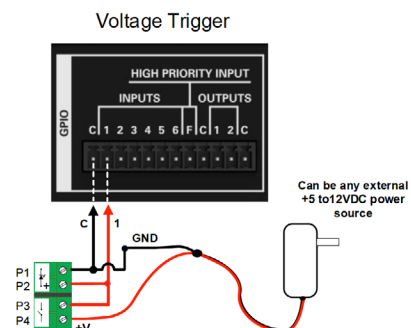 Voltage Trigger
HIGH PRIORITY INPUT
INPUTS OUTPUTS
GPIO
C 1 2 3 4 5 6 F C 1 2 C
Can be any external
+5 to12VDC power
source
C 1
GND
P1
P2 +
P3
P4
+V